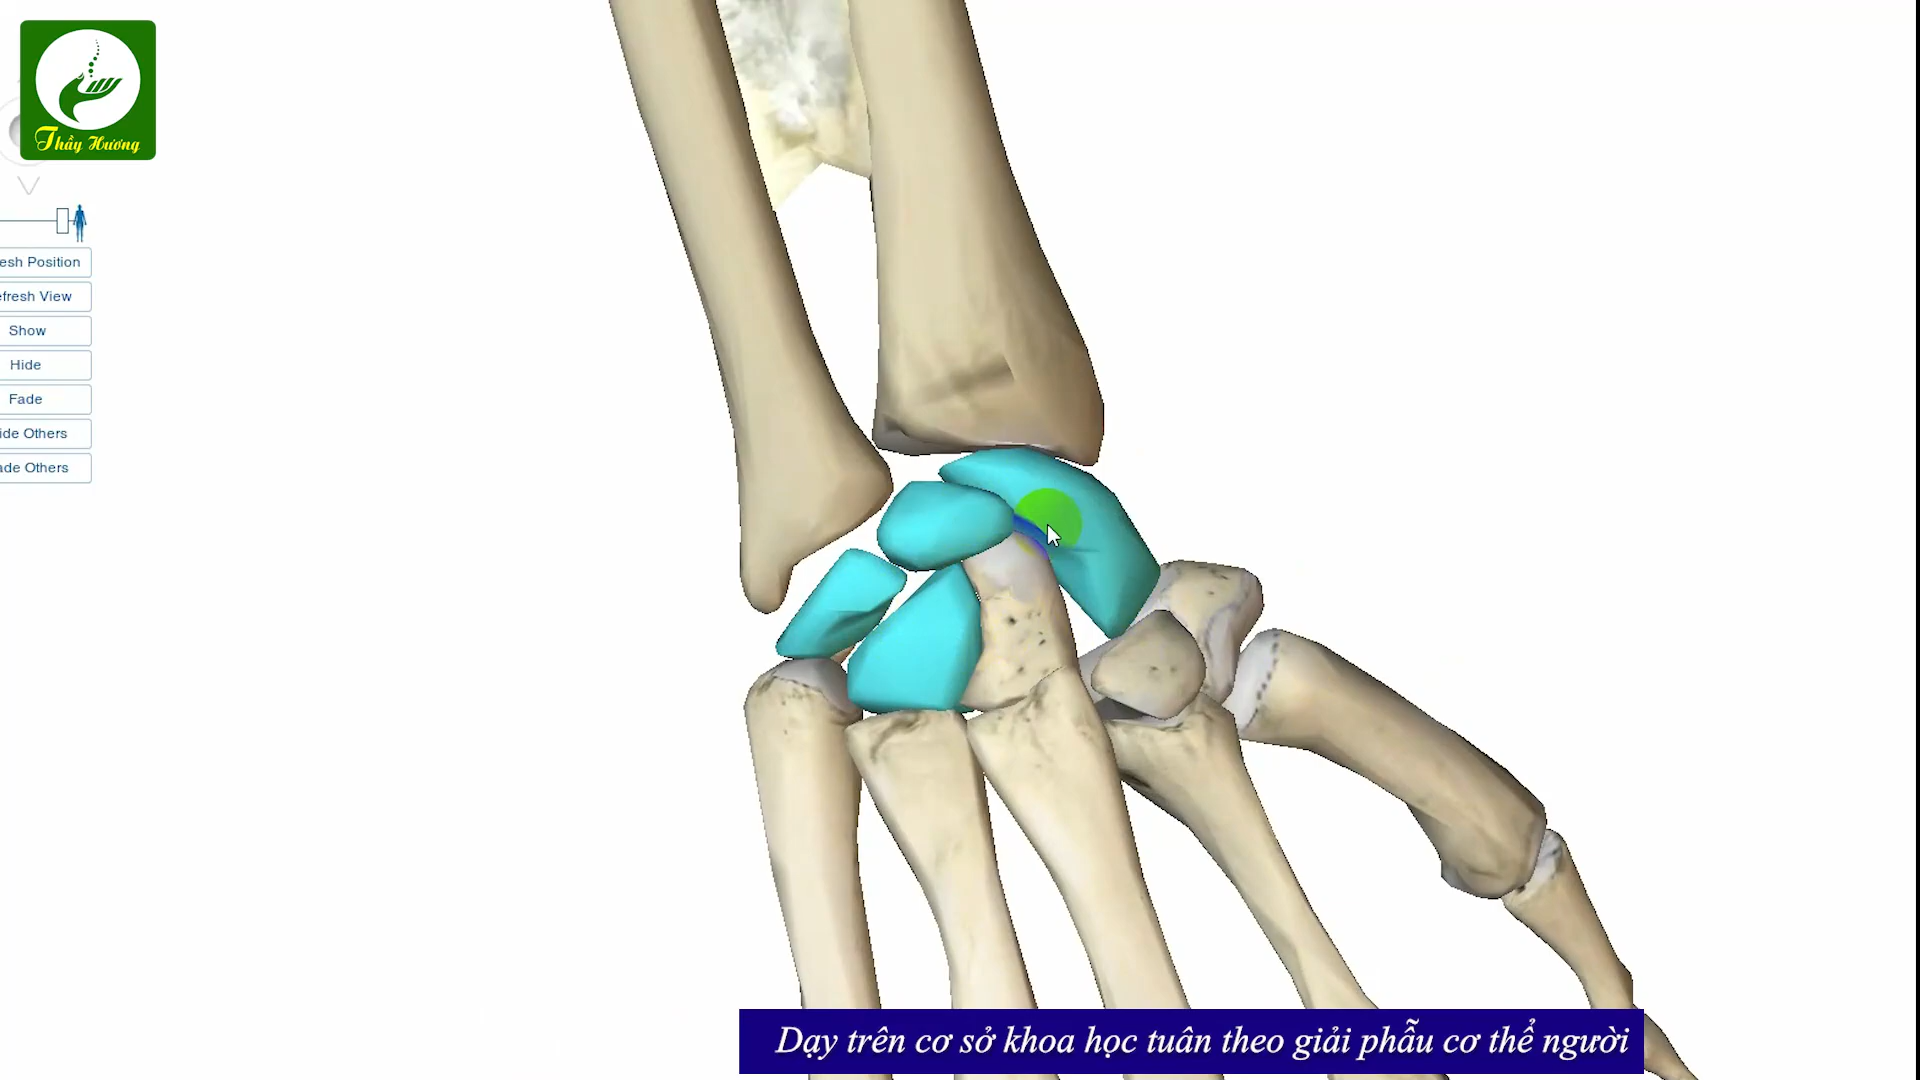 Thầy Hương
esh Position
efresh View
Show
Hide
Fade
ide Others
ade Others
Dạy trên cơ sở khoa học tuân theo giải phẫu cơ thể người